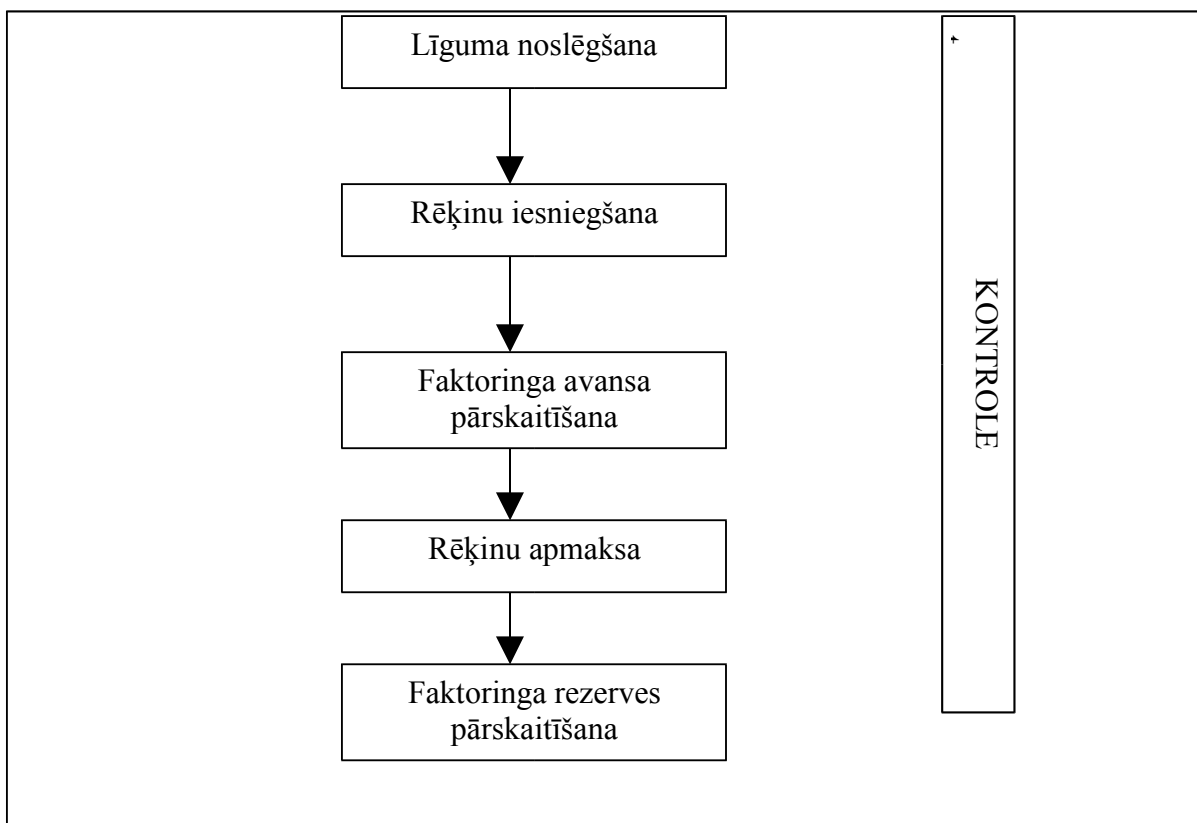 Līguma noslēgšana
Rēķinu iesniegšana
Faktoringa avansa
pārskaitīšana
Rēķinu apmaksa
Faktoringa rezerves
pārskaitīšana
KONTROLE